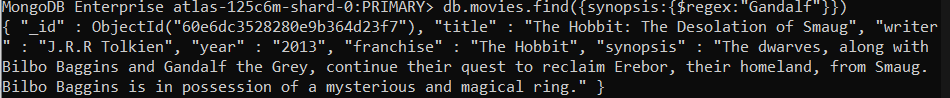 MongoDB Enterprise atlas-125c6m-shard-0:PRIMARY> db.movies.find({synopsis:{$regex:"Gandalf"}})
{ "_id" : ObjectId("60e6dc3528280e9b364d23f7"), "title" : "The Hobbit: The Desolation of Smaug", "writer
" : "J.R.R Tolkien", "year" : "2013", "franchise" : "The Hobbit", "synopsis" : "The dwarves, along with
Bilbo Baggins and Gandalf the Grey, continue their quest to reclaim Erebor, their homeland, from Smaug.
Bilbo Baggins is in possession of a mysterious and magical ring." }